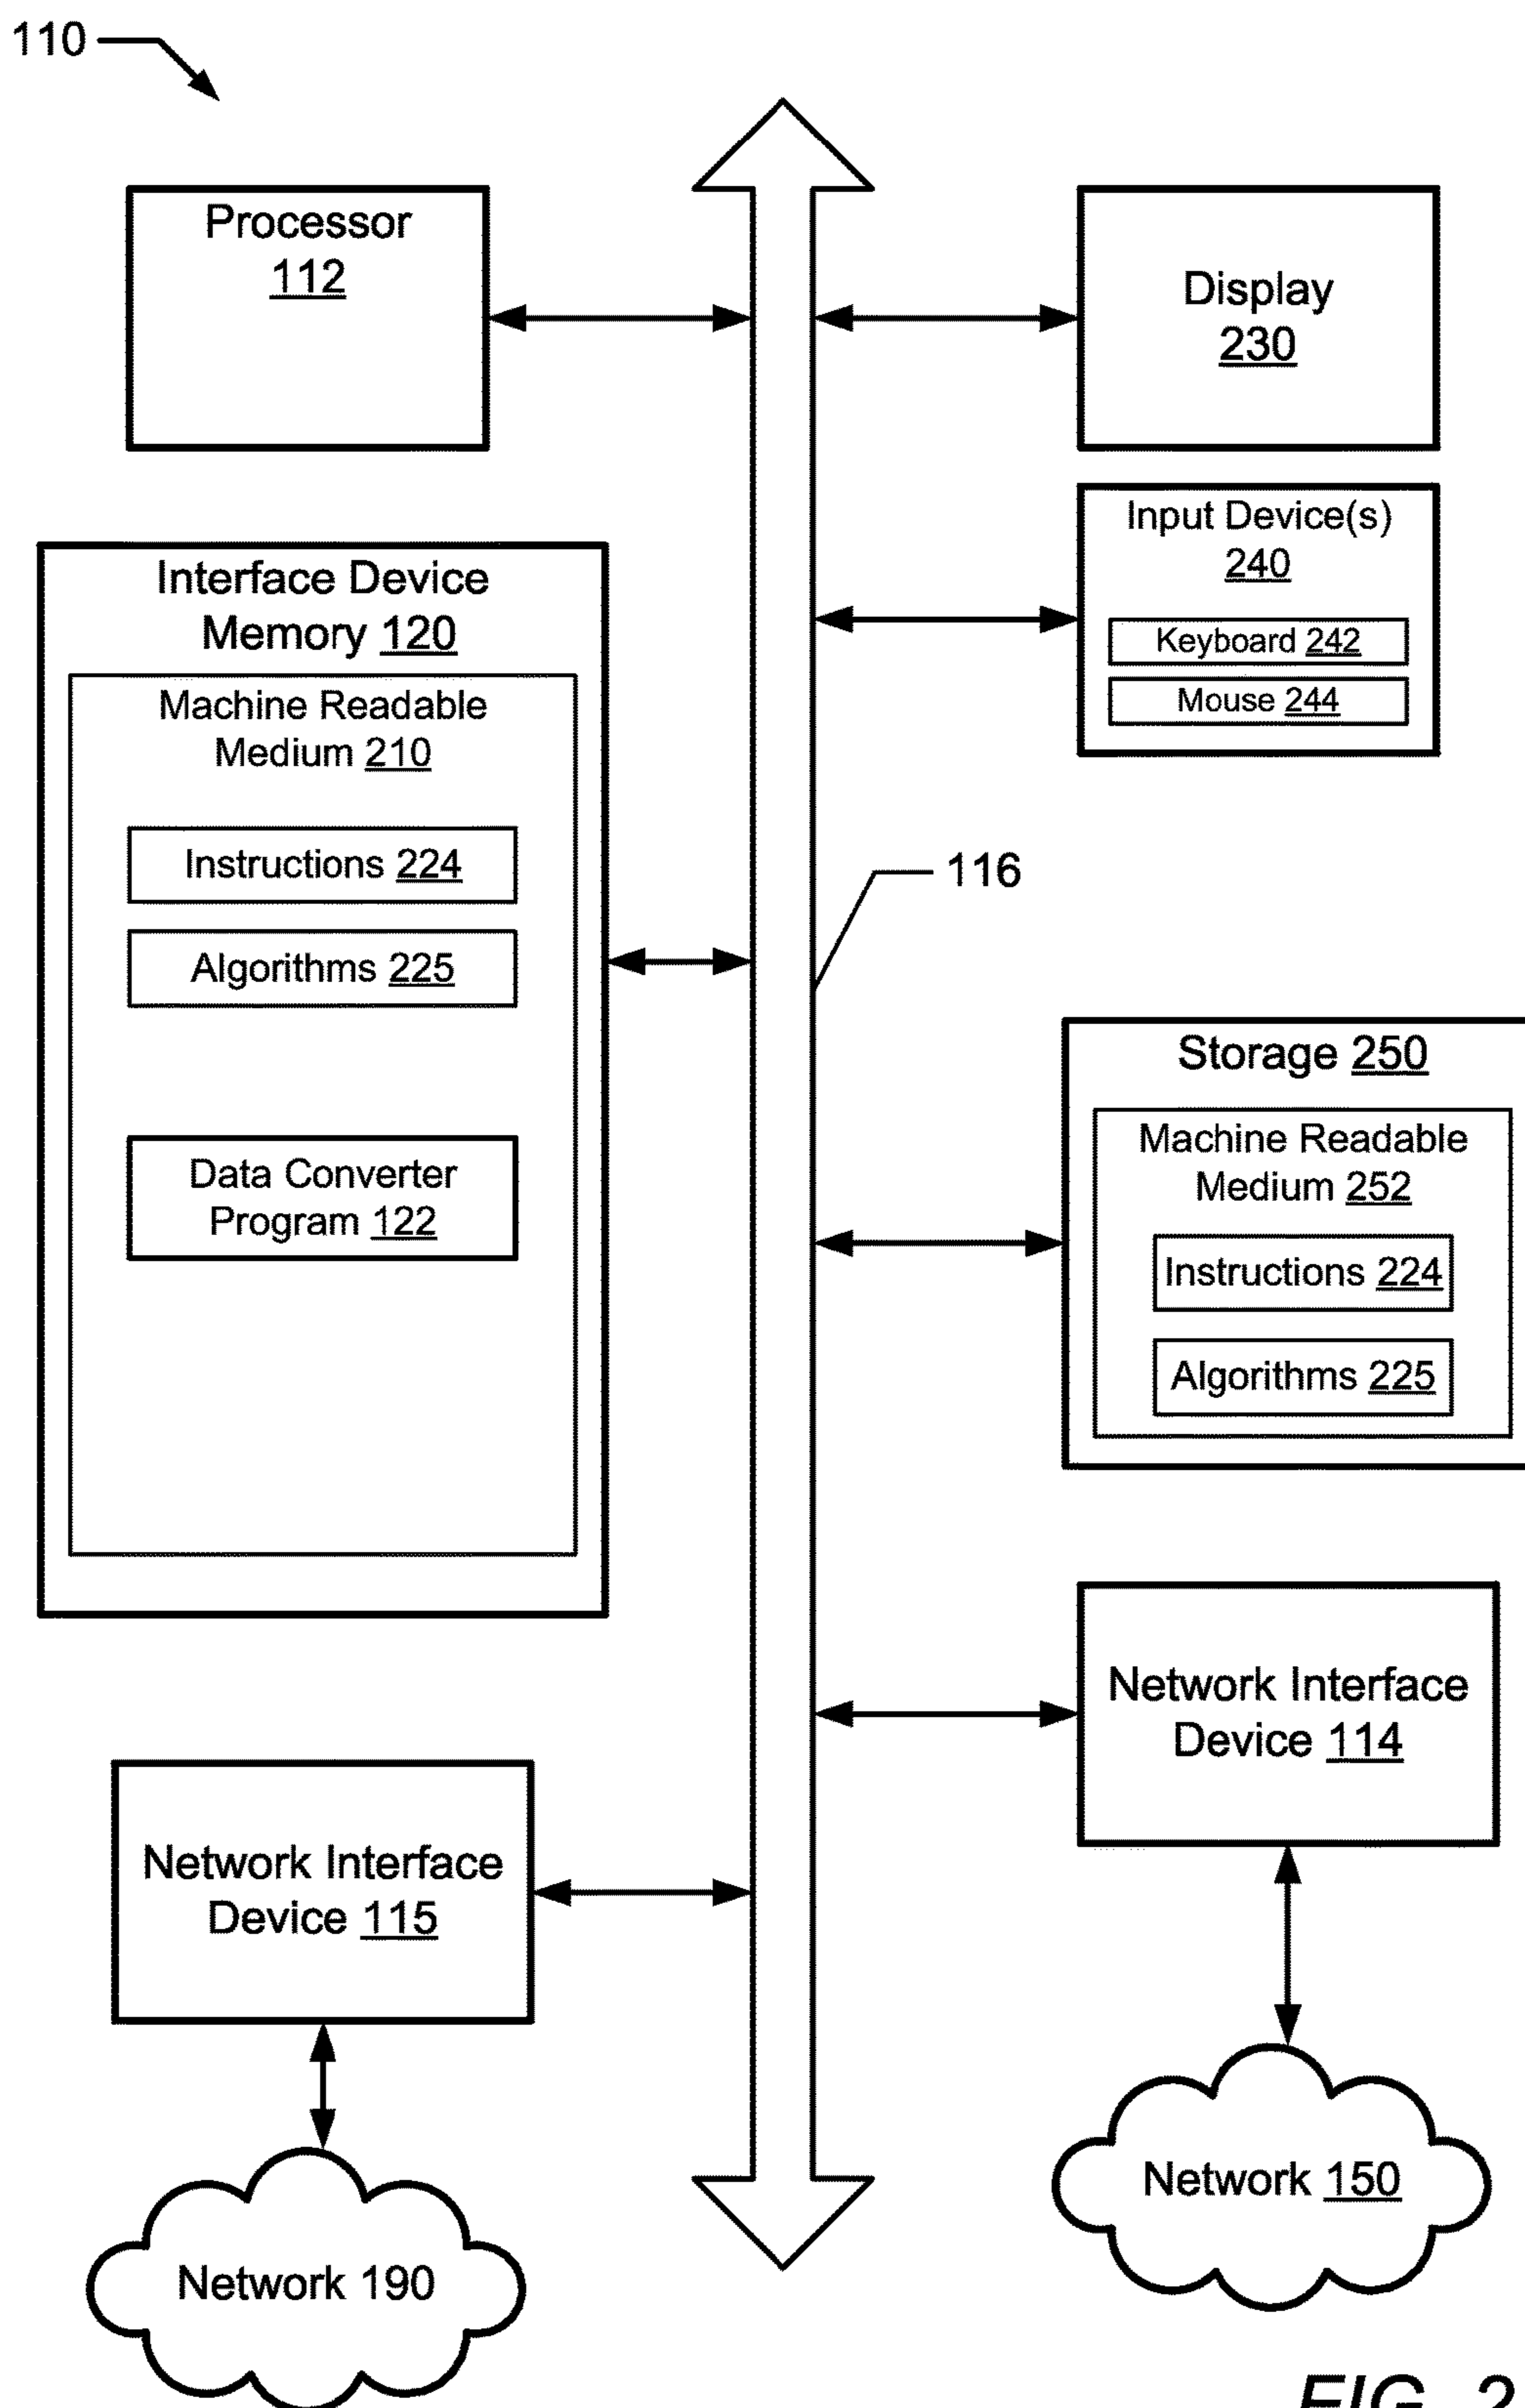 110
Processor
112
Display
230
Input Device(s)
240
Keyboard 242
Mouse 244
Interface Device
Memory 120
Machine Readable
Medium 210
Instructions 224
Algorithms 225
Data Converter
Program 122
116
Storage 250
Machine Readable
Medium 252
Instructions 224
Algorithms 225
Network Interface
Device 114
Network Interface
Device 115
Network 150
Network 190
FIG. 2